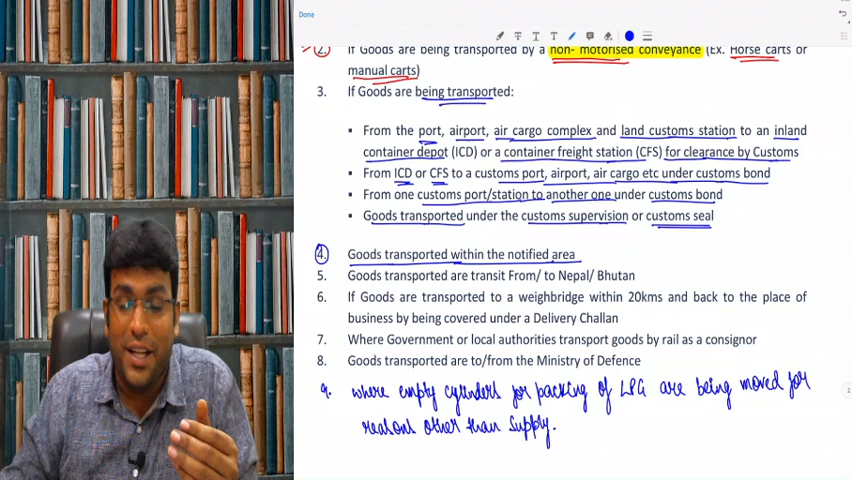 Done
2. If Goods are being transported by a non- motorised conveyance (Ex. Horse carts or
manual carts)
3. If Goods are being transported:
▪ From the port, airport, air cargo complex and land customs station to an inland
container depot (ICD) or a container freight station (CFS) for clearance by Customs
▪ From ICD or CFS to a customs port, airport, air cargo etc under customs bond
▪ From one customs port/station to another one under customs bond
▪ Goods transported under the customs supervision or customs seal
4. Goods transported within the notified area
5. Goods transported are transit From/ to Nepal/ Bhutan
6. If Goods are transported to a weighbridge within 20kms and back to the place of
business by being covered under a Delivery Challan
7. Where Government or local authorities transport goods by rail as a consignor
8. Goods transported are to/from the Ministry of Defence
9. where empty cylinders for packing of LPG are being moved for
reasons other than supply.